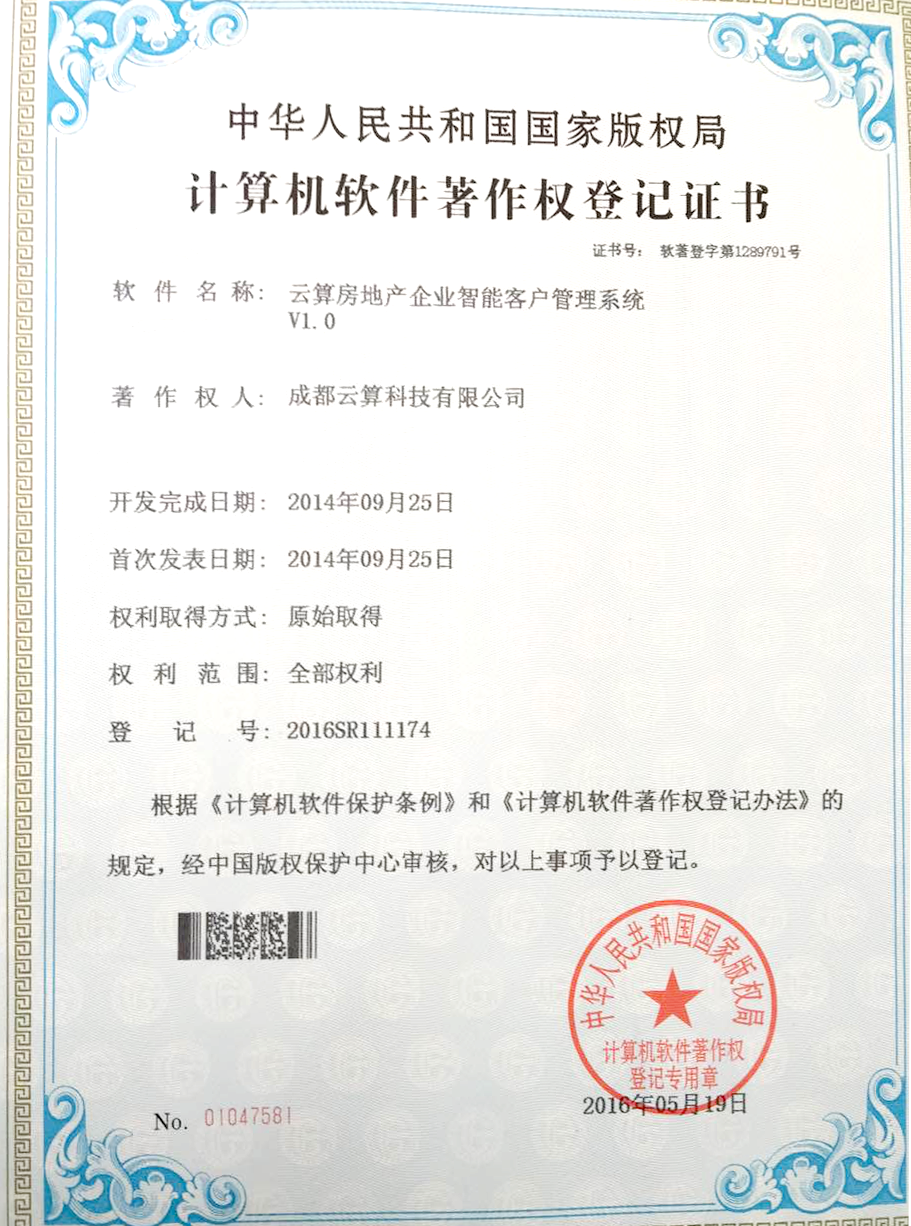 中华人民共和国国家版权局
计算机软件著作权登记证书
证书号： 软著登字第1289791号
软件名称： 云算房地产企业智能客户管理系统
V1.0
著作权人： 成都云算科技有限公司
开发完成日期： 2014年09月25日
首次发表日期： 2014年09月25日
权利取得方式： 原始取得
权利范围： 全部权利
登记号： 2016SR111174
根据《计算机软件保护条例》和《计算机软件著作权登记办法》的
规定，经中国版权保护中心审核，对以上事项予以登记。
中华人民共和国国家版权局
计算机软件著作权
登记专用章
2016年05月19日
No. 01047581